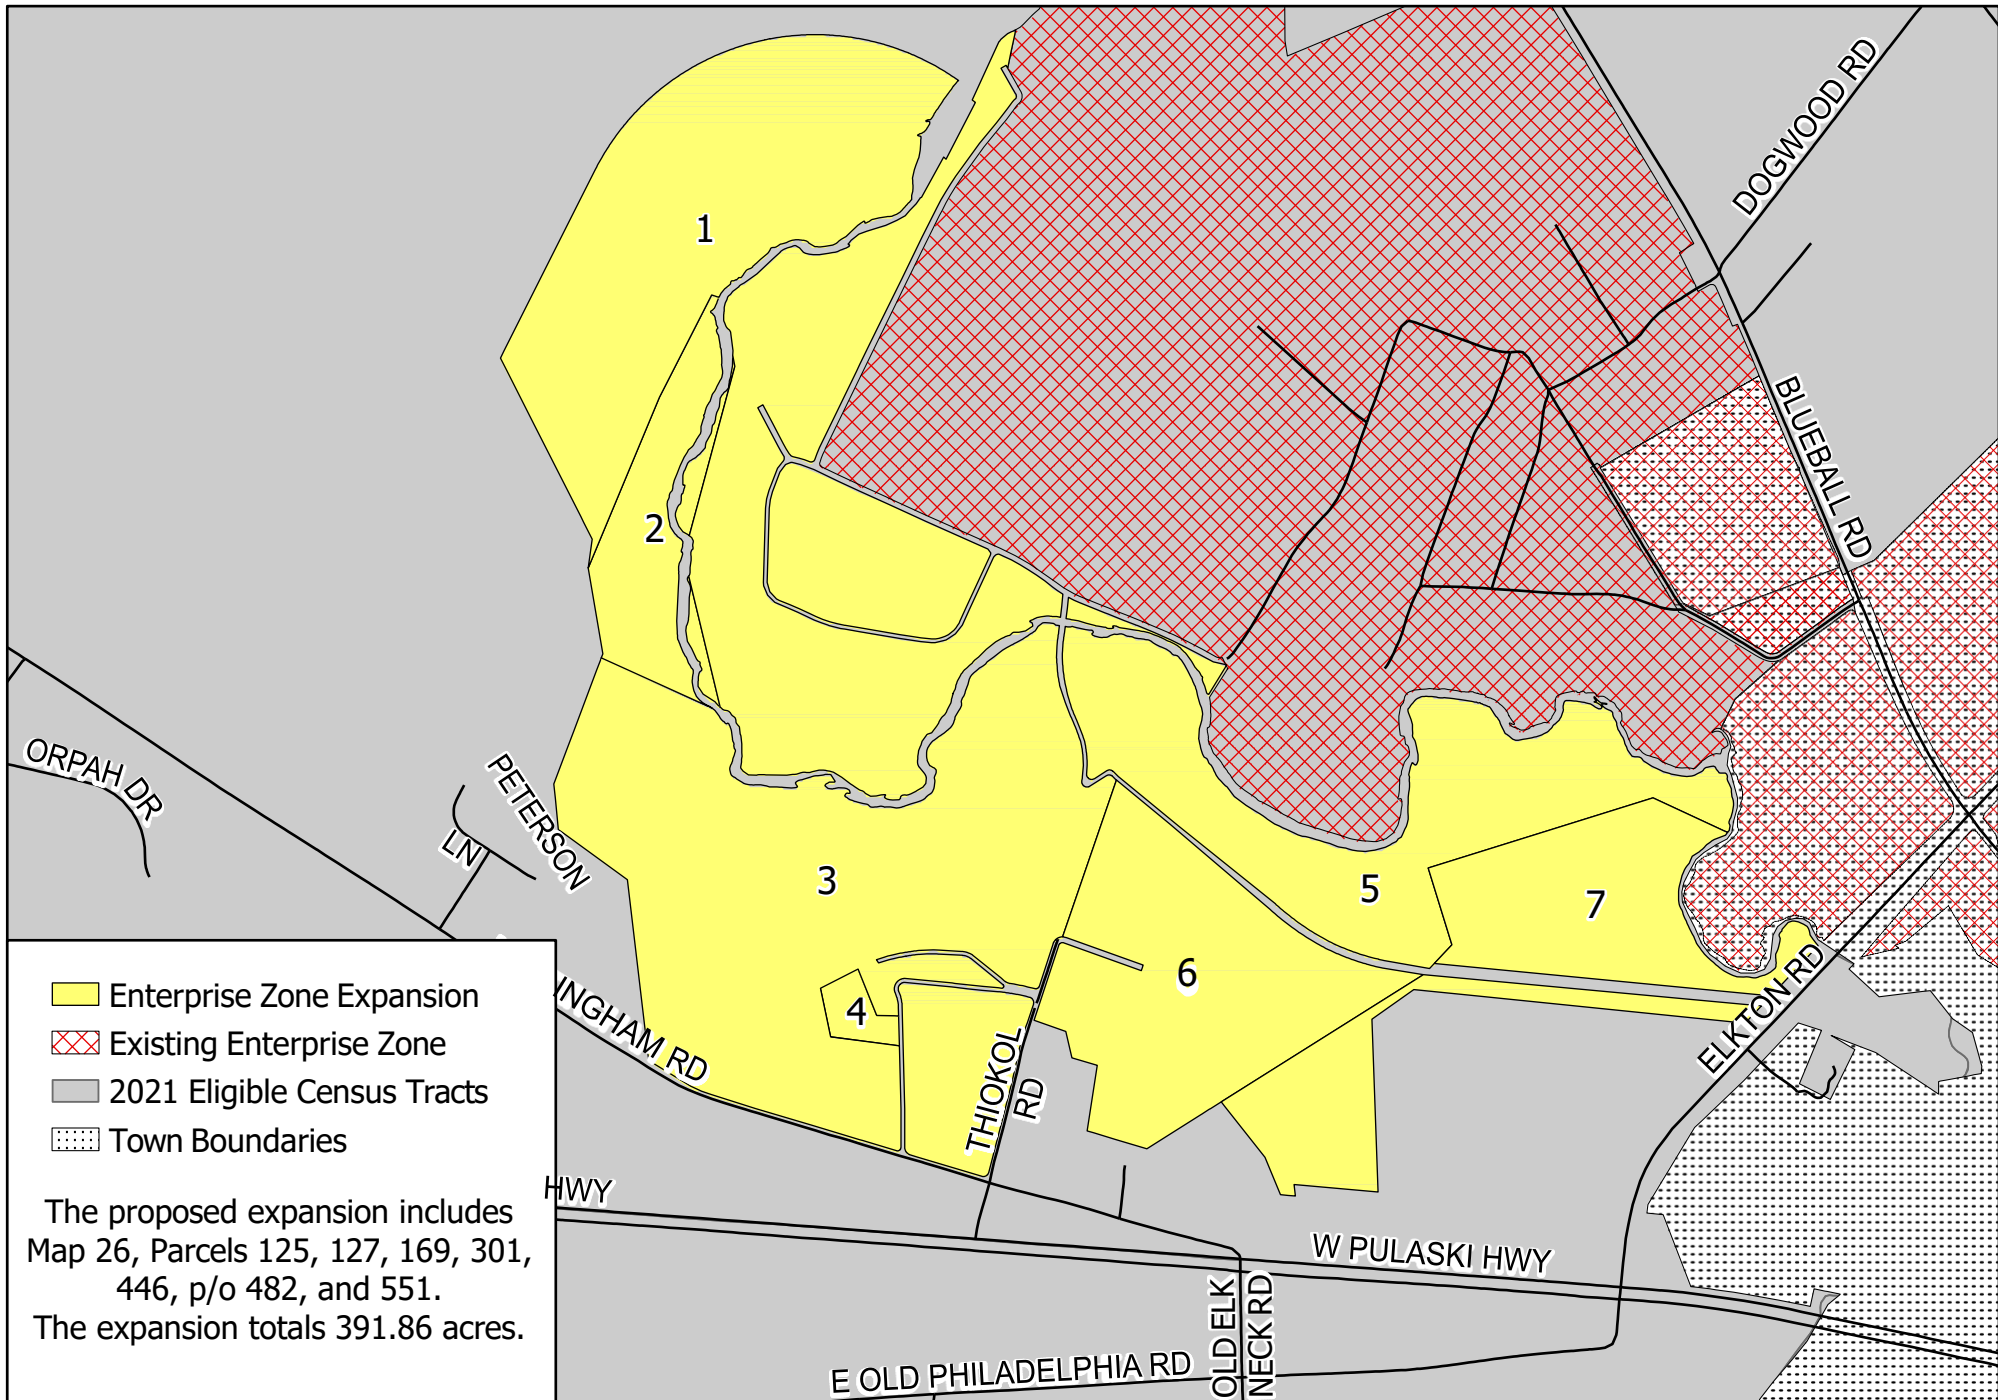 DOGWOOD RD
1
BLUEBALL RD
2
ORPAH DR
PETERSON
LN
3
5
7
6
4
INGHAM RD
THIOKOL
RD
ELKTON RD
HWY
W PULASKI HWY
OLD ELK
NECK RD
E OLD PHILADELPHIA RD
Enterprise Zone Expansion
Existing Enterprise Zone
2021 Eligible Census Tracts
Town Boundaries
The proposed expansion includes
Map 26, Parcels 125, 127, 169, 301,
446, p/o 482, and 551.
The expansion totals 391.86 acres.